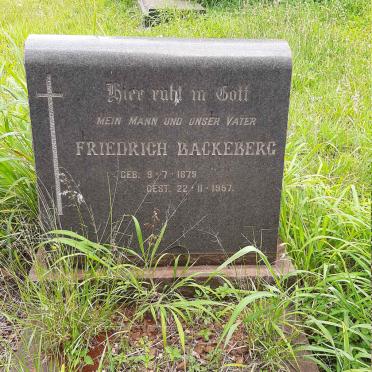 Hier ruht in Gott
MEIN MANN UND UNSER VATER
FRIEDRICH BACKEBERG
GEB. 9-7-1879
GEST. 22-11-1957.